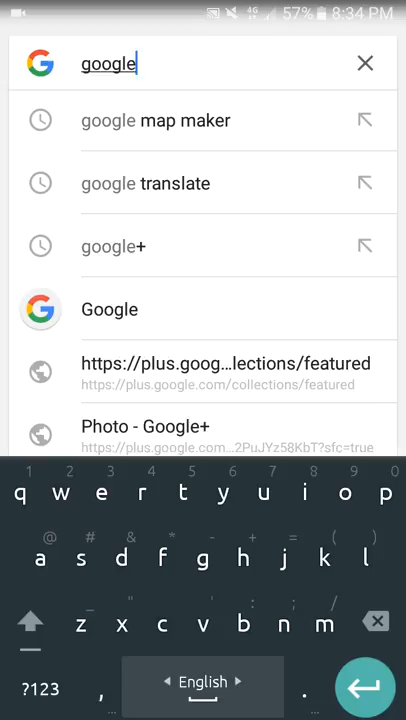 4G 57% 8:34 PM
google
google map maker
google translate
google+
Google
https://plus.goog...lections/featured
https://plus.google.com/collections/featured
Photo - Google+
https://plus.google.com...2PuJYz58KbT?sfc=true
1 2 3 4 5 6 7 8 9 0
q w e r t y u i o p
@ # & * - + = ( )
a s d f g h j k l
_ " ' : ; /
z x c v b n m
?123 , English .